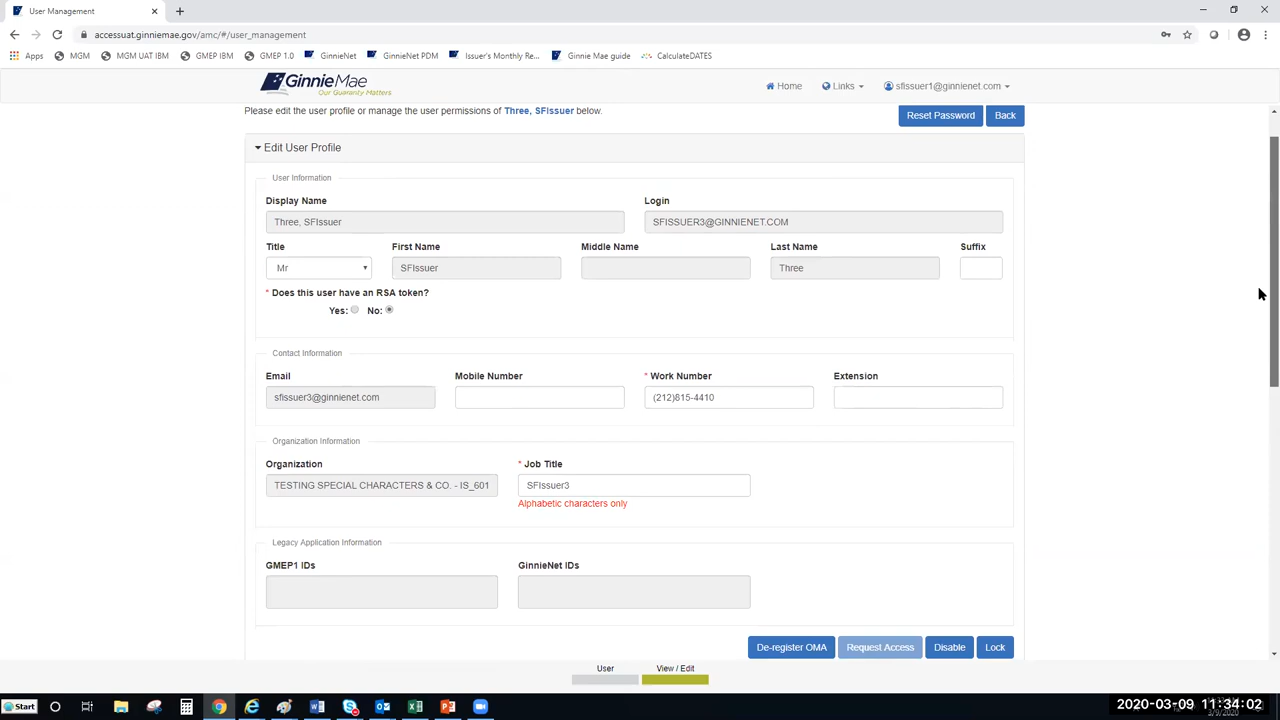 User Management
accessuat.ginniemae.gov/amc/#/user_management
Apps MGM MGM UAT IBM GMEP IBM GMEP 1.0 GinnieNet GinnieNet PDM Issuer's Monthly Re... Ginnie Mae guide CalculateDATES
GinnieMae
Our Guaranty Matters
Home Links sfissuer1@ginnienet.com
Please edit the user profile or manage the user permissions of Three, SFIssuer below.
Reset Password Back
Edit User Profile
User Information
Display Name Login
Three, SFIssuer SFISSUER3@GINNIENET.COM
Title First Name Middle Name Last Name Suffix
Mr SFIssuer Three
* Does this user have an RSA token?
Yes: No:
Contact Information
Email Mobile Number * Work Number Extension
sfissuer3@ginnienet.com (212)815-4410
Organization Information
Organization * Job Title
TESTING SPECIAL CHARACTERS & CO. - IS_601 SFIssuer3
Alphabetic characters only
Legacy Application Information
GMEP1 IDs GinnieNet IDs
De-register OMA Request Access Disable Lock
User View / Edit
Start
2020-03-09 11:34:02
3/9/2020